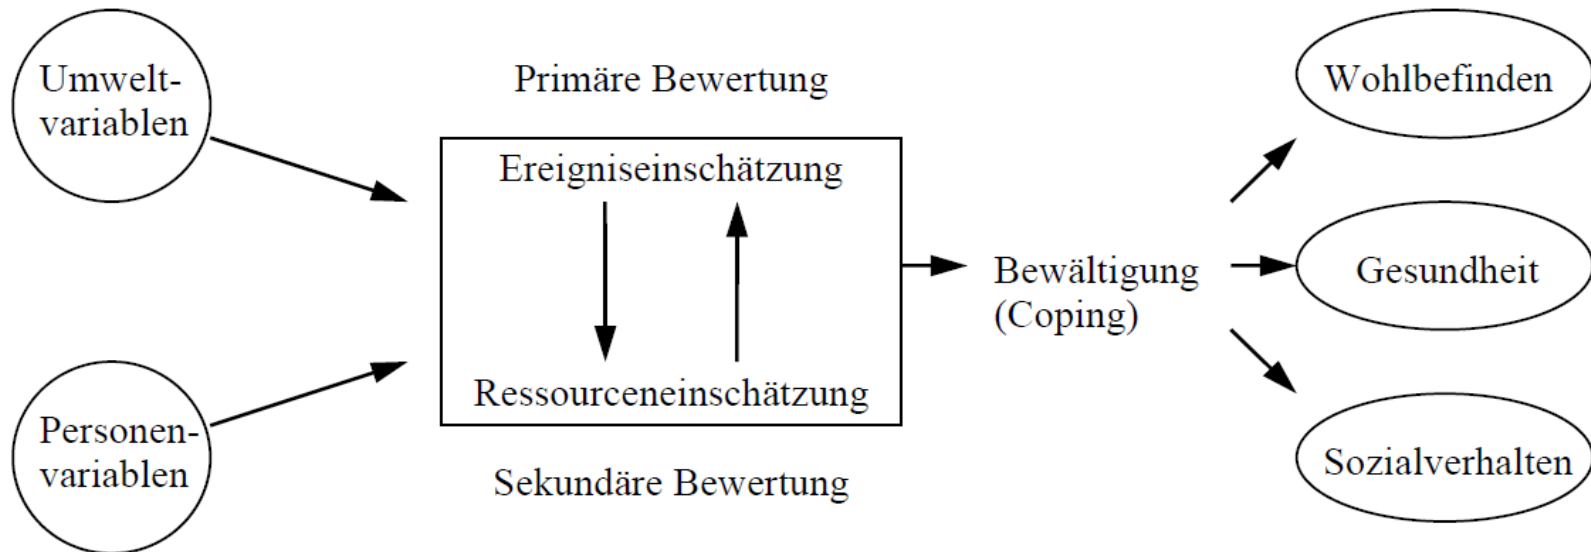 Umwelt-
variablen
Primäre Bewertung
Wohlbefinden
Ereigniseinschätzung
Bewältigung
(Coping)
Gesundheit
Ressourceneinschätzung
Personen-
variablen
Sekundäre Bewertung
Sozialverhalten